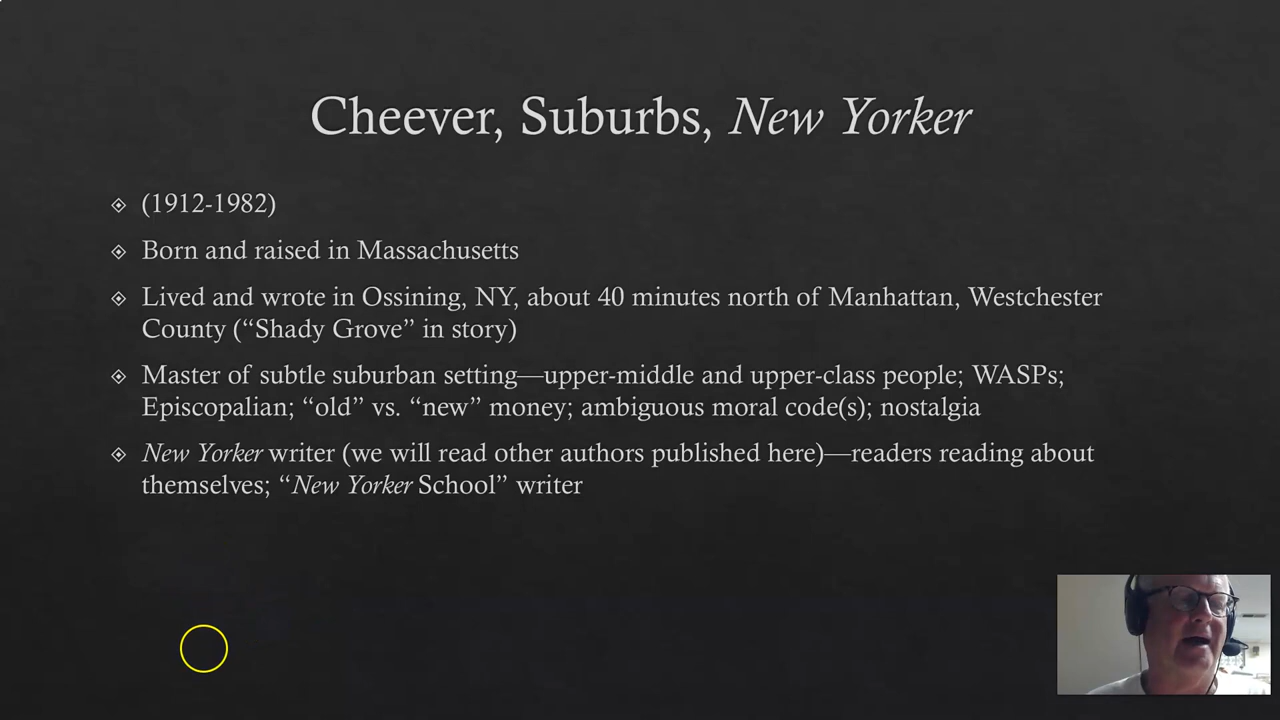 Cheever, Suburbs, New Yorker
(1912-1982)
Born and raised in Massachusetts
Lived and wrote in Ossining, NY, about 40 minutes north of Manhattan, Westchester
County (“Shady Grove” in story)
Master of subtle suburban setting—upper-middle and upper-class people; WASPs;
Episcopalian; “old” vs. “new” money; ambiguous moral code(s); nostalgia
New Yorker writer (we will read other authors published here)—readers reading about
themselves; “New Yorker School” writer